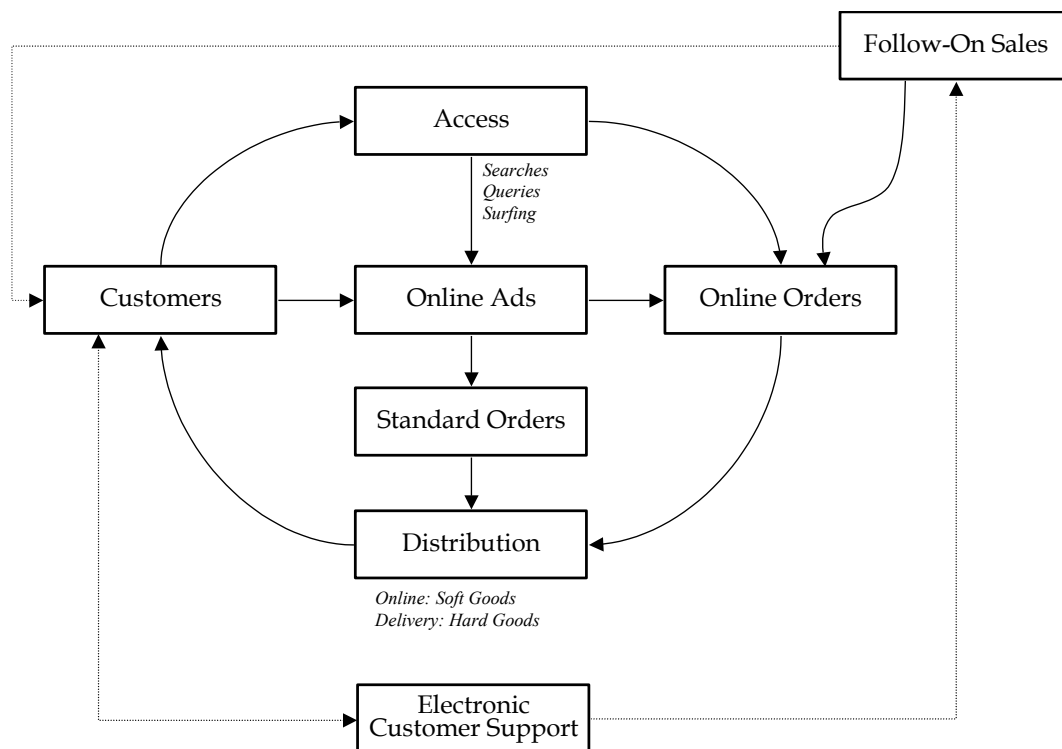 Follow-On Sales
Access
Searches
Queries
Surfing
Customers
Online Ads
Online Orders
Standard Orders
Distribution
Online: Soft Goods
Delivery: Hard Goods
Electronic
Customer Support